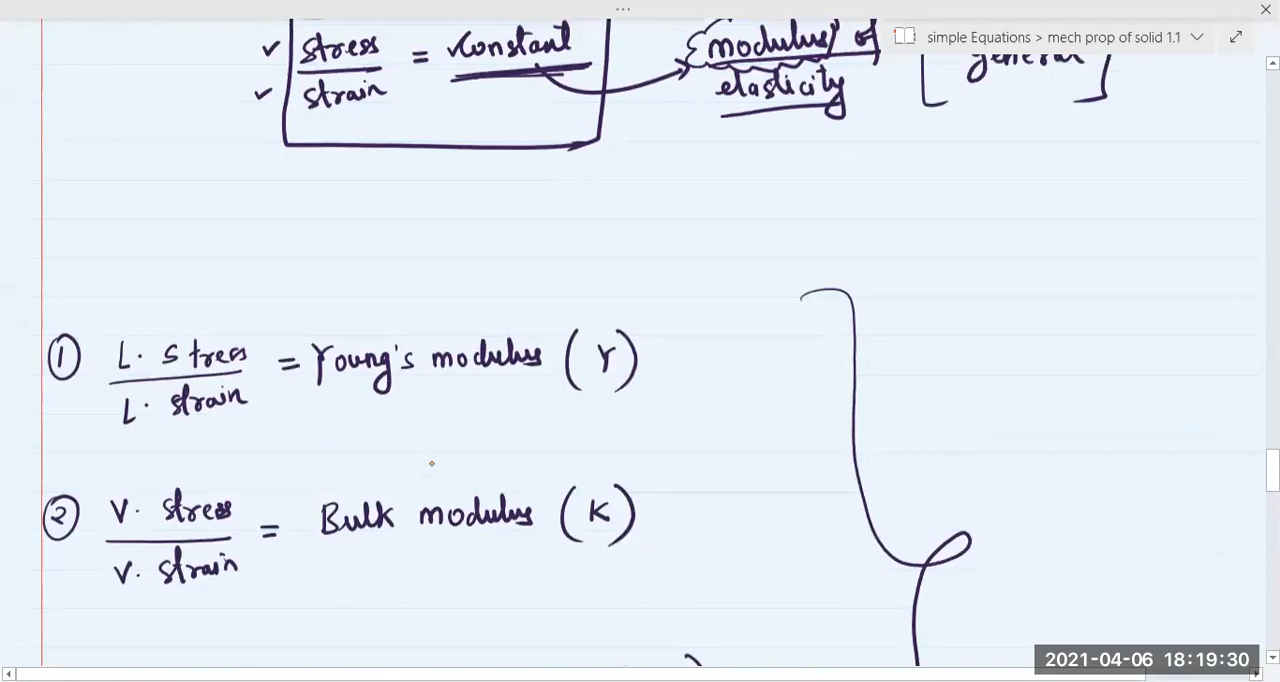 simple Equations > mech prop of solid 1.1
✓ stress = constant {modulus} of general
✓ strain elasticity
① L. stress = Young's modulus (Y)
L. strain
② V. stress = Bulk modulus (K)
V. strain
2021-04-06 18:19:30